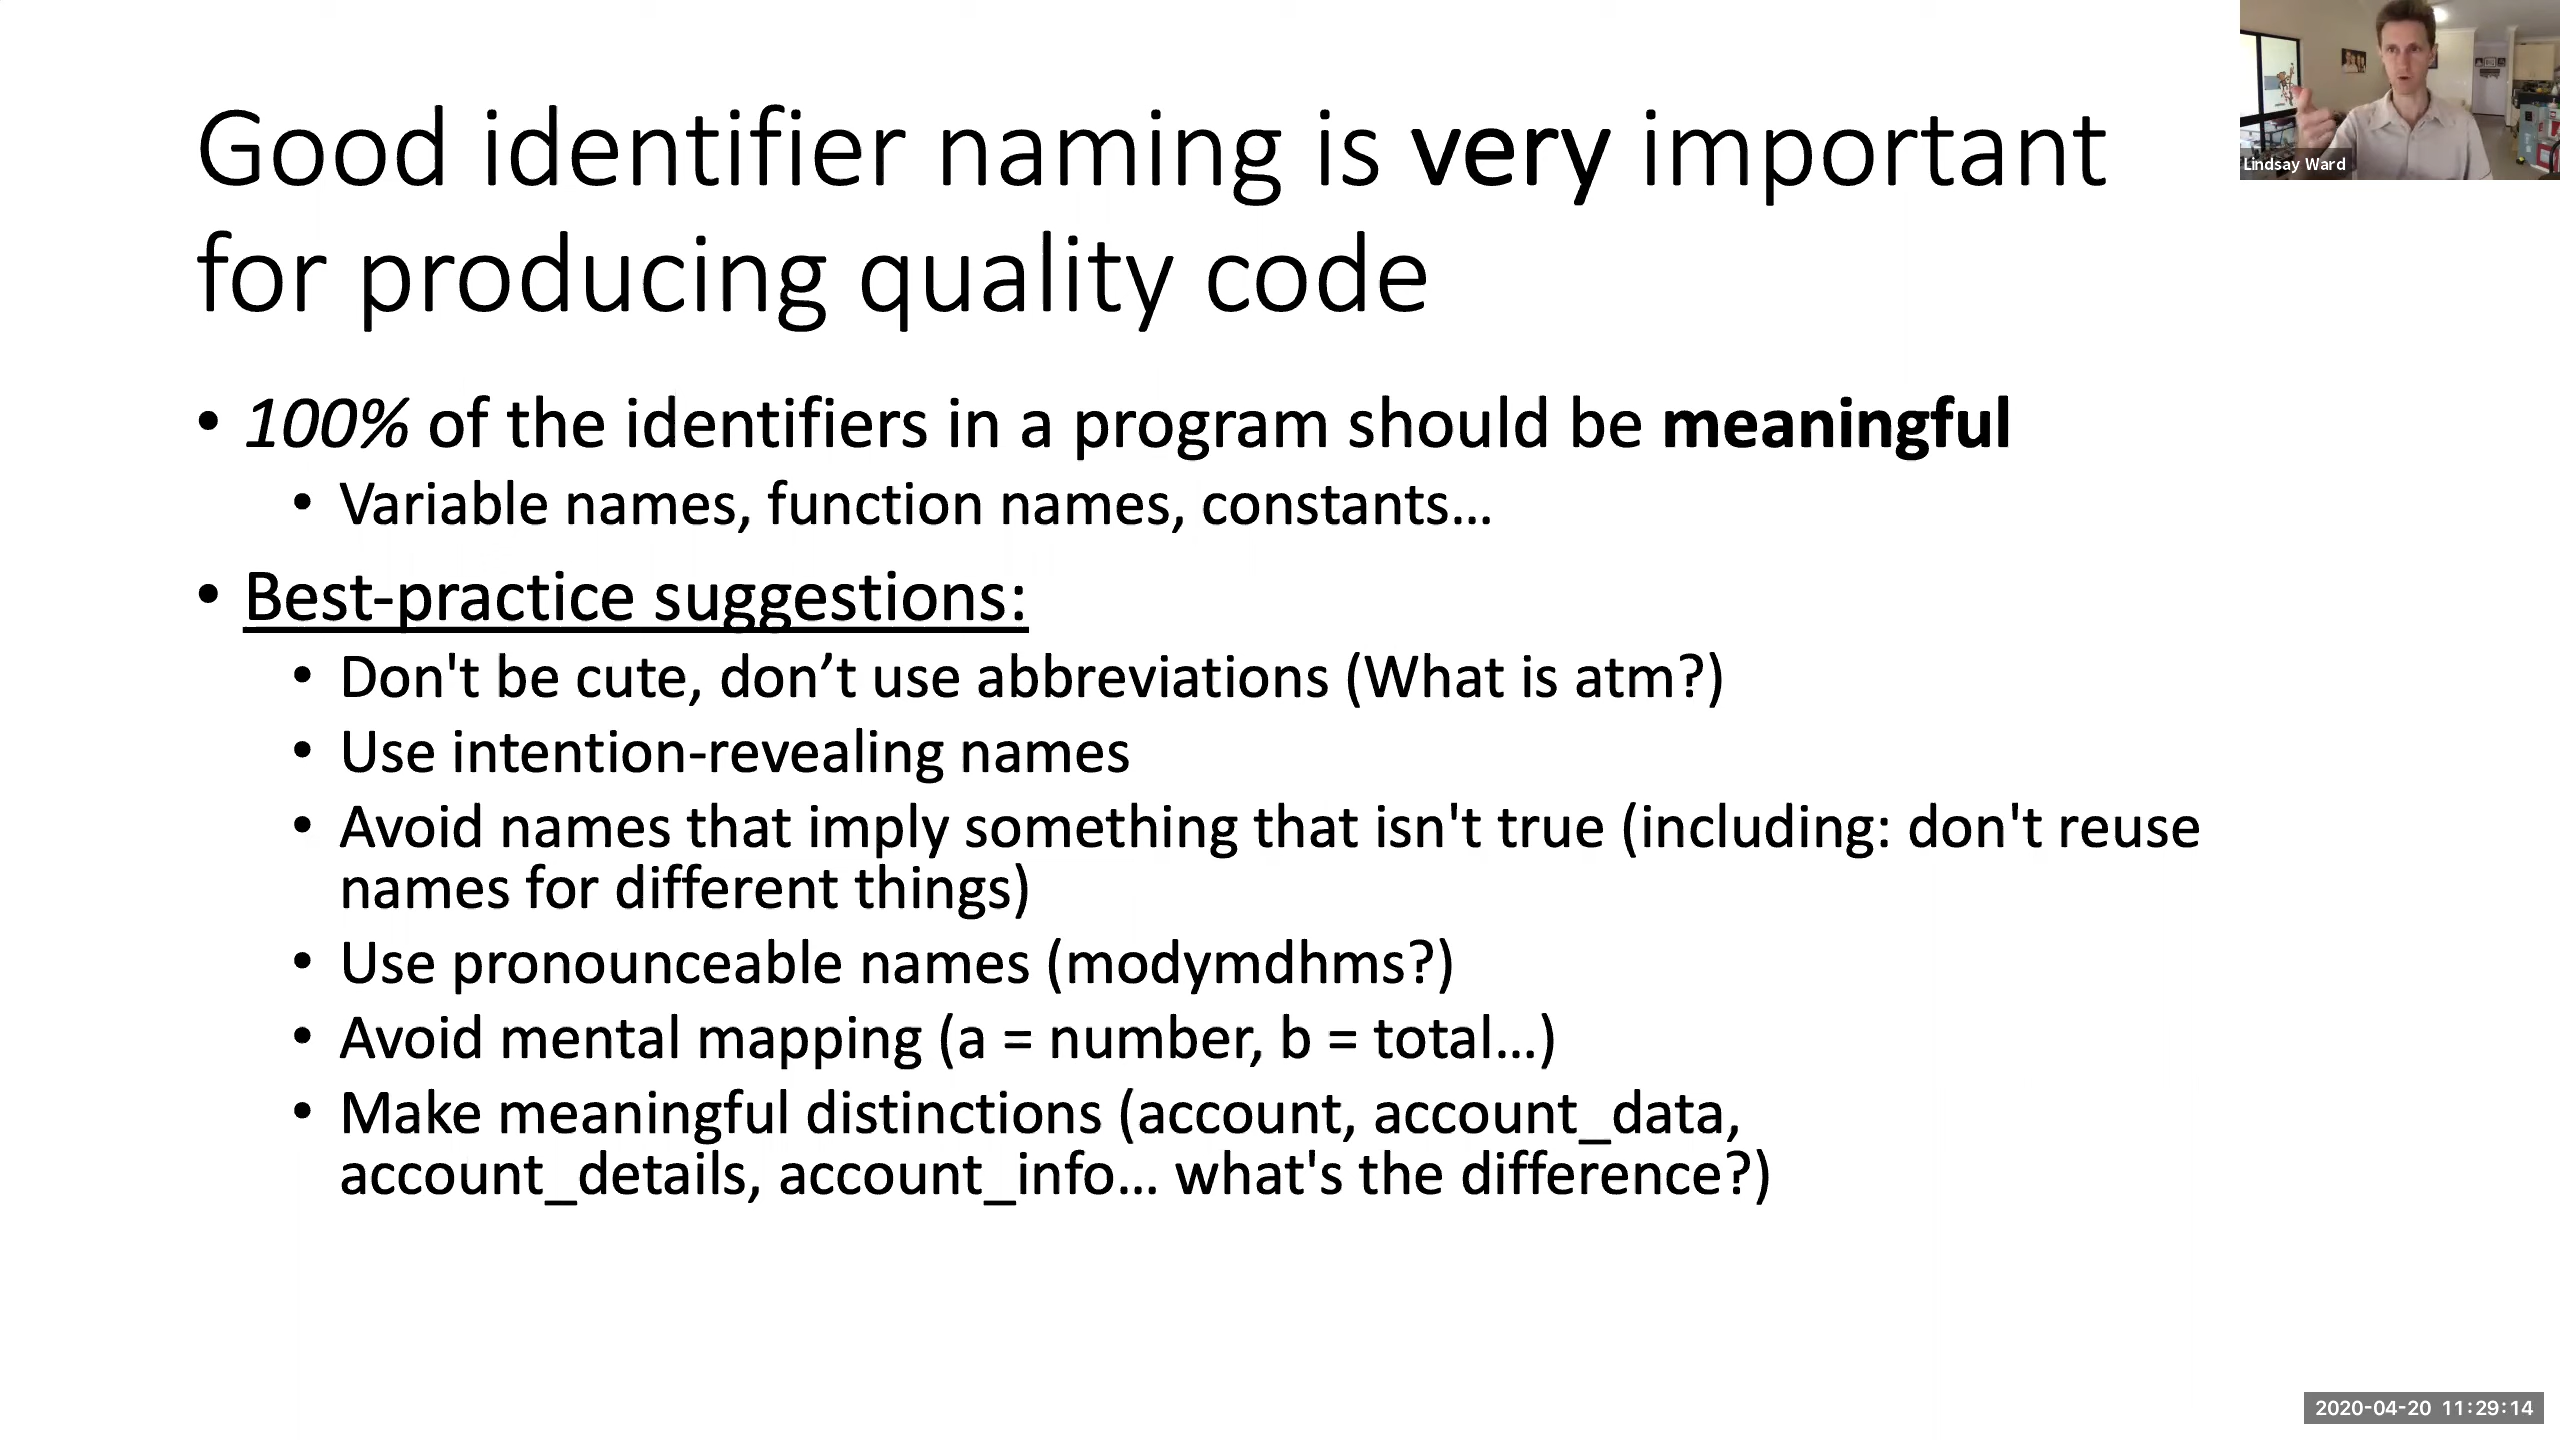 Good identifier naming is very important
for producing quality code
Lindsay Ward
• 100% of the identifiers in a program should be meaningful
• Variable names, function names, constants…
• Best-practice suggestions:
• Don't be cute, don’t use abbreviations (What is atm?)
• Use intention-revealing names
• Avoid names that imply something that isn't true (including: don't reuse
names for different things)
• Use pronounceable names (modymdhms?)
• Avoid mental mapping (a = number, b = total…)
• Make meaningful distinctions (account, account_data,
account_details, account_info… what's the difference?)
2020-04-20 11:29:14